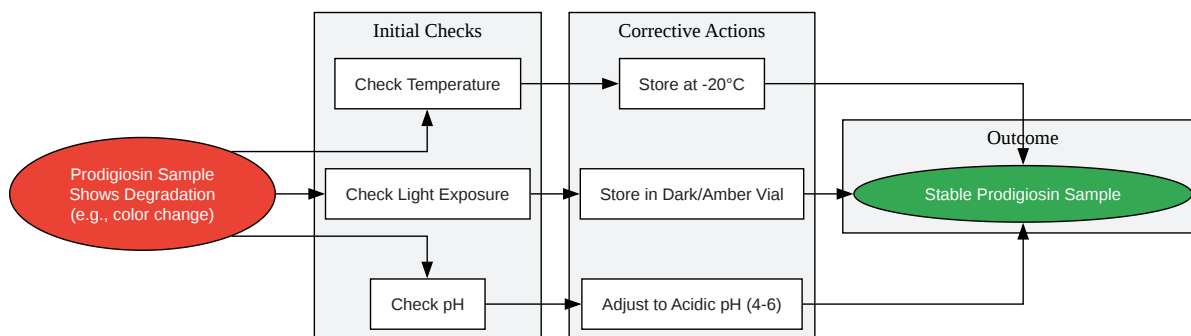 Initial Checks
Corrective Actions
Check Temperature
Store at -20°C
Outcome
Prodigiosin Sample
Shows Degradation
(e.g., color change)
Check Light Exposure
Store in Dark/Amber Vial
Stable Prodigiosin Sample
Check pH
Adjust to Acidic pH (4-6)